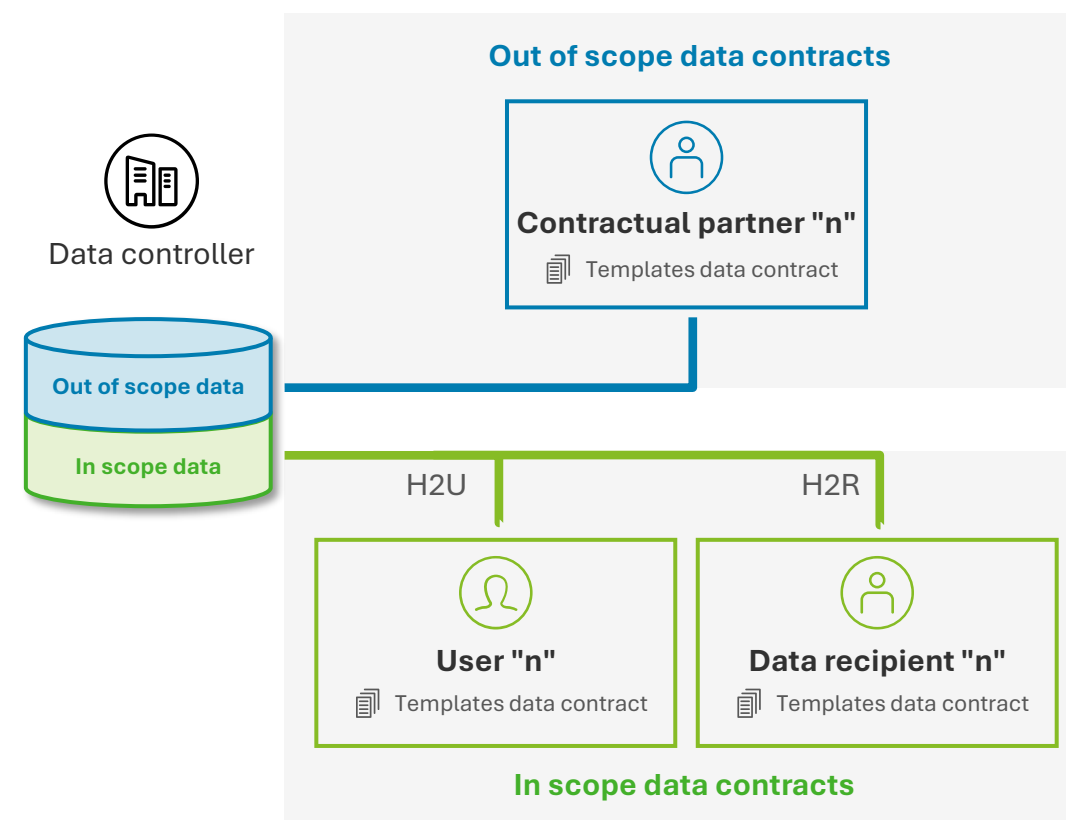 Out of scope data contracts
Contractual partner "n"
Templates data contract
Data controller
Out of scope data
In scope data
H2U
H2R
User "n"
Templates data contract
Data recipient "n"
Templates data contract
In scope data contracts